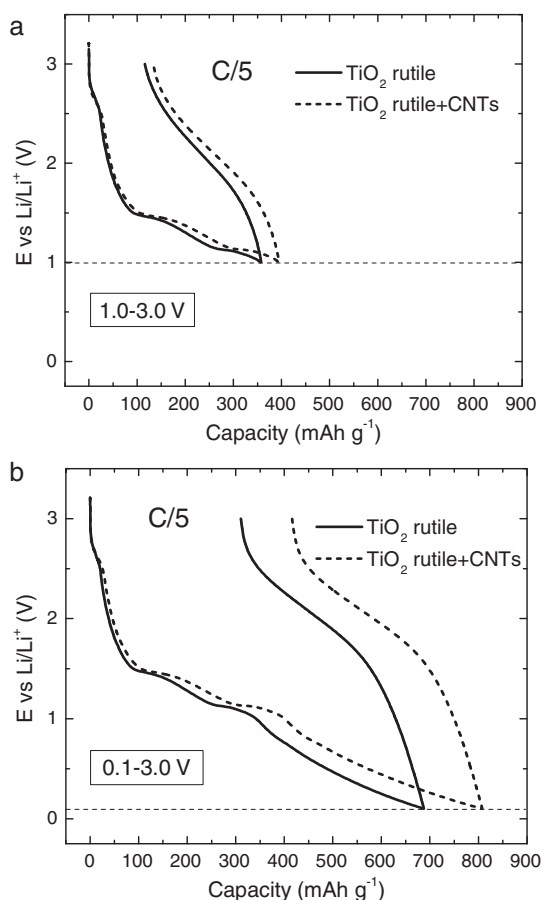 a
C/5
TiO₂ rutile
TiO₂ rutile+CNTs
3
2
1
0
E vs Li/Li⁺ (V)
1.0-3.0 V
0 100 200 300 400 500 600 700 800 900
Capacity (mAh g⁻¹)
b
C/5
TiO₂ rutile
TiO₂ rutile+CNTs
3
2
1
0
E vs Li/Li⁺ (V)
0.1-3.0 V
0 100 200 300 400 500 600 700 800 900
Capacity (mAh g⁻¹)